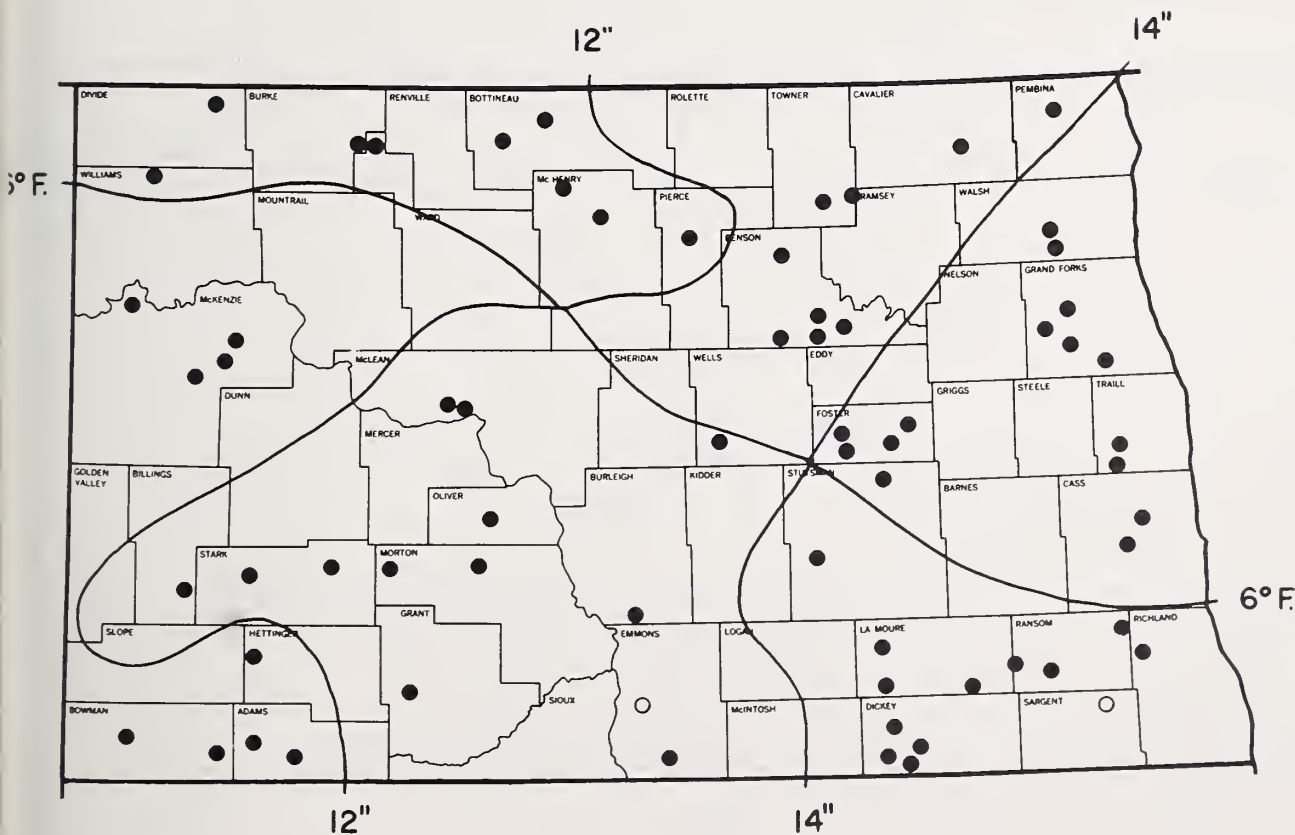 12"
14"
DIVIDE
BURKE
RENVILLE
BOTTINEAU
ROLETTE
TOWNER
CAVALIER
PEMBINA
WILLIAMS
6° F.
MOUNTRAIL
WARD
McHENRY
PIERCE
RAMSEY
WALSH
BENSON
NELSON
GRAND FORKS
McKENZIE
McLEAN
SHERIDAN
WELLS
EDDY
DUNN
GRIGGS
STEELE
TRAILL
FOSTER
MERCER
GOLDEN
VALLEY
BILLINGS
OLIVER
BURLEIGH
KIDDER
STUTSMAN
BARNES
CASS
STARK
MORTON
6° F.
GRANT
SLOPE
HETTINGER
EMMONS
LOGAN
LA MOURE
RANSOM
RICHLAND
SIOUX
BOWMAN
ADAMS
McINTOSH
DICKEY
SARGENT
12"
14"